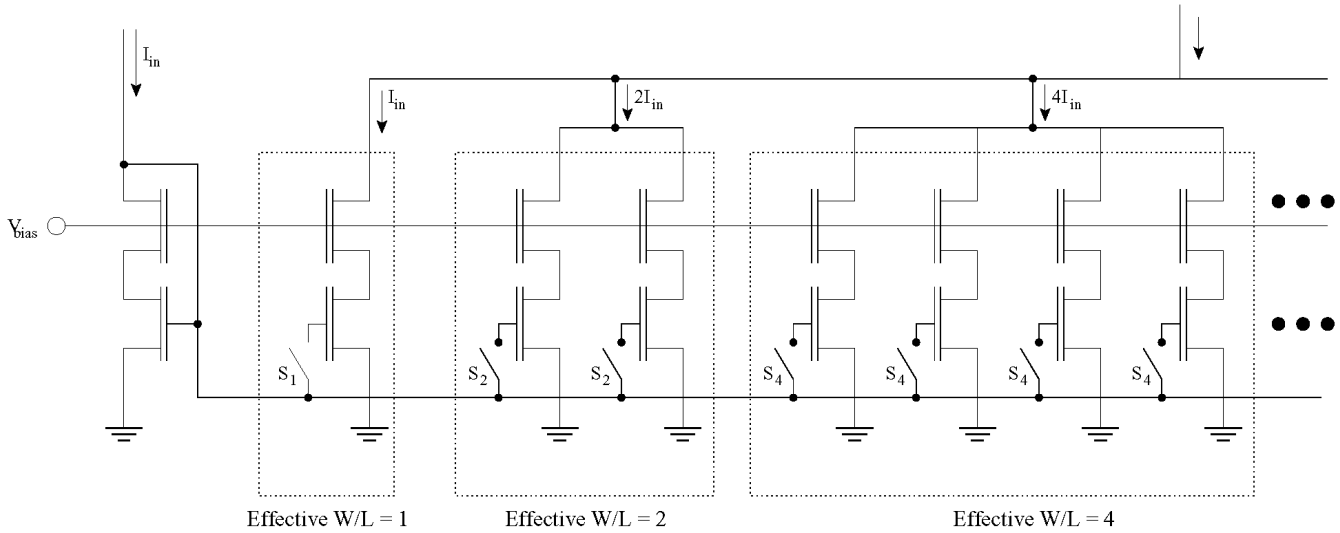 I_in
I_in
2I_in
4I_in
V_bias
S_1
S_2
S_2
S_4
S_4
S_4
S_4
Effective W/L = 1
Effective W/L = 2
Effective W/L = 4